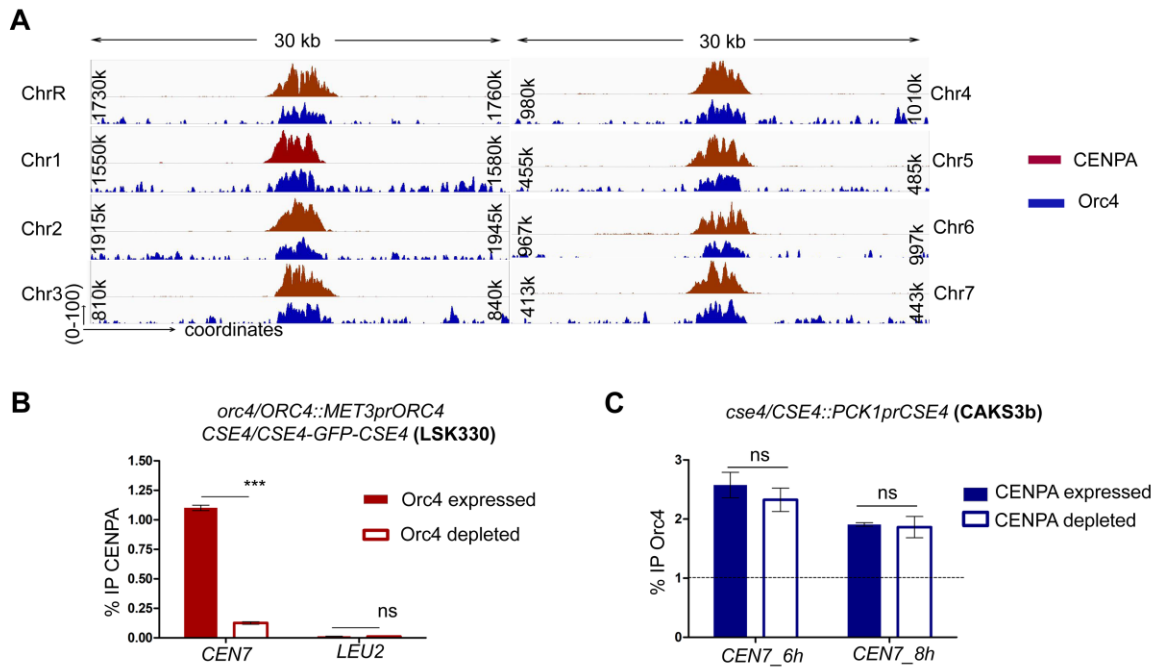 A
30 kb
30 kb
ChrR
1730k
1760k
980k
1010k
Chr4
Chr1
1550k
1580k
455k
485k
Chr5
Chr2
1915k
1945k
967k
997k
Chr6
Chr3
810k
840k
413k
443k
Chr7
(0-100)
coordinates
CENPA
Orc4
B
orc4/ORC4::MET3prORC4
CSE4/CSE4-GFP-CSE4 (LSK330)
% IP CENPA
1.50
1.25
1.00
0.75
0.50
0.25
0.00
***
ns
CEN7
LEU2
Orc4 expressed
Orc4 depleted
C
cse4/CSE4::PCK1prCSE4 (CAKS3b)
% IP Orc4
3
2
1
0
ns
ns
CEN7_6h
CEN7_8h
CENPA expressed
CENPA depleted